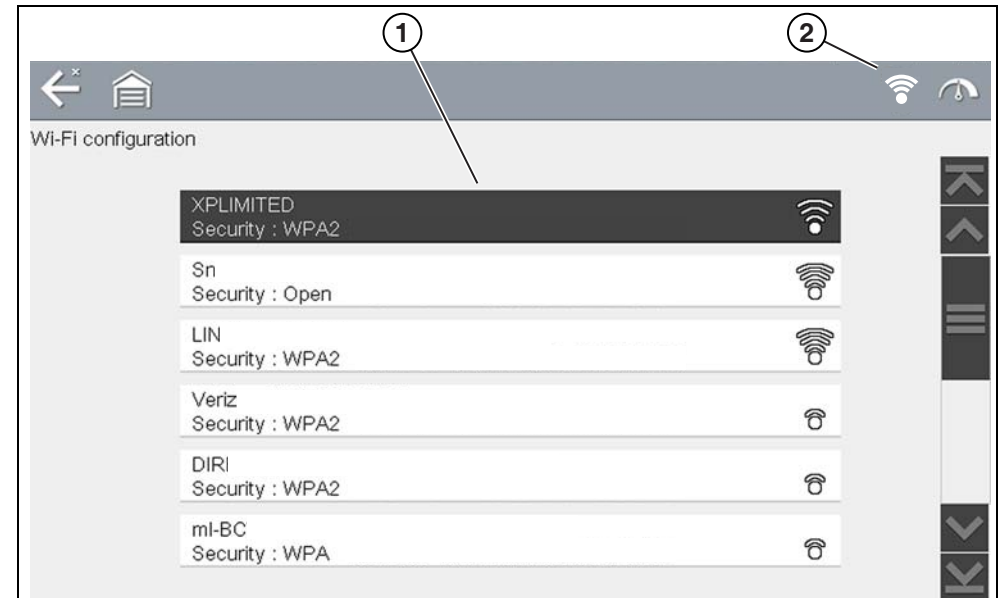 1
2
Wi-Fi configuration
XPLIMITED
Security : WPA2
Sn
Security : Open
LIN
Security : WPA2
Veriz
Security : WPA2
DIRI
Security : WPA2
ml-BC
Security : WPA